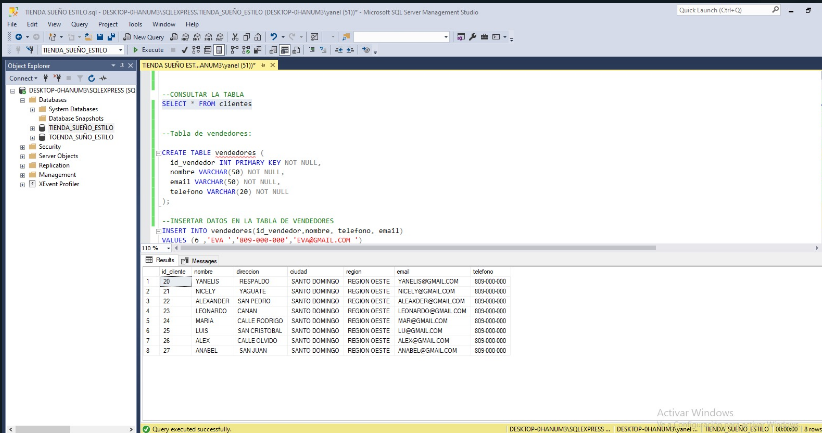 TIENDA SUEÑO ESTILO.sql - DESKTOP-0HANUM3\SQLEXPRESS.TIENDA_SUEÑO_ESTILO (DESKTOP-0HANUM3\yanel (51))* - Microsoft SQL Server Management Studio
Quick Launch (Ctrl+Q)
File Edit View Query Project Tools Window Help
New Query
TIENDA_SUEÑO_ESTILO Execute
Object Explorer
TIENDA SUEÑO EST...ANUM3\yanel (51))*
Connect
DESKTOP-0HANUM3\SQLEXPRESS (SQ
Databases
System Databases
Database Snapshots
TIENDA_SUEÑO_ESTILO
TOENDA_SUEÑO_ESTILO
Security
Server Objects
Replication
Management
XEvent Profiler
--CONSULTAR LA TABLA
SELECT * FROM clientes
--Tabla de vendedores:
CREATE TABLE vendedores (
id_vendedor INT PRIMARY KEY NOT NULL,
nombre VARCHAR(50) NOT NULL,
email VARCHAR(50) NOT NULL,
telefono VARCHAR(20) NOT NULL
);
--INSERTAR DATOS EN LA TABLA DE VENDEDORES
INSERT INTO vendedores(id_vendedor,nombre, telefono, email)
VALUES (6 ,'EVA ','809-000-000','EVA@GMAIL.COM ')
110 %
Results Messages
id_cliente nombre direccion ciudad region email telefono
1 20 YANELIS RESPALDO SANTO DOMINGO REGION OESTE YANELIS@GMAIL.COM 809-000-000
2 21 NICELY YAGUATE SANTO DOMINGO REGION OESTE NICELY@GMAIL.COM 809-000-000
3 22 ALEXANDER SAN PEDRO SANTO DOMINGO REGION OESTE ALEAXDER@GMAIL.COM 809-000-000
4 23 LEONARDO CANAN SANTO DOMINGO REGION OESTE LEONARDO@GMAIL.COM 809-000-000
5 24 MARIA CALLE RODRIGO SANTO DOMINGO REGION OESTE MAR@GMAIL.COM 809-000-000
6 25 LUIS SAN CRISTOBAL SANTO DOMINGO REGION OESTE LU@GMAIL.COM 809-000-000
7 26 ALEX CALLE OLVIDO SANTO DOMINGO REGION OESTE ALEX@GMAIL.COM 809-000-000
8 27 ANABEL SAN JUAN SANTO DOMINGO REGION OESTE ANABEL@GMAIL.COM 809-000-000
Activar Windows
Query executed successfully.
DESKTOP-0HANUM3\SQLEXPRESS ... DESKTOP-0HANUM3\yanel ... TIENDA_SUEÑO_ESTILO 00:00:00 8 rows